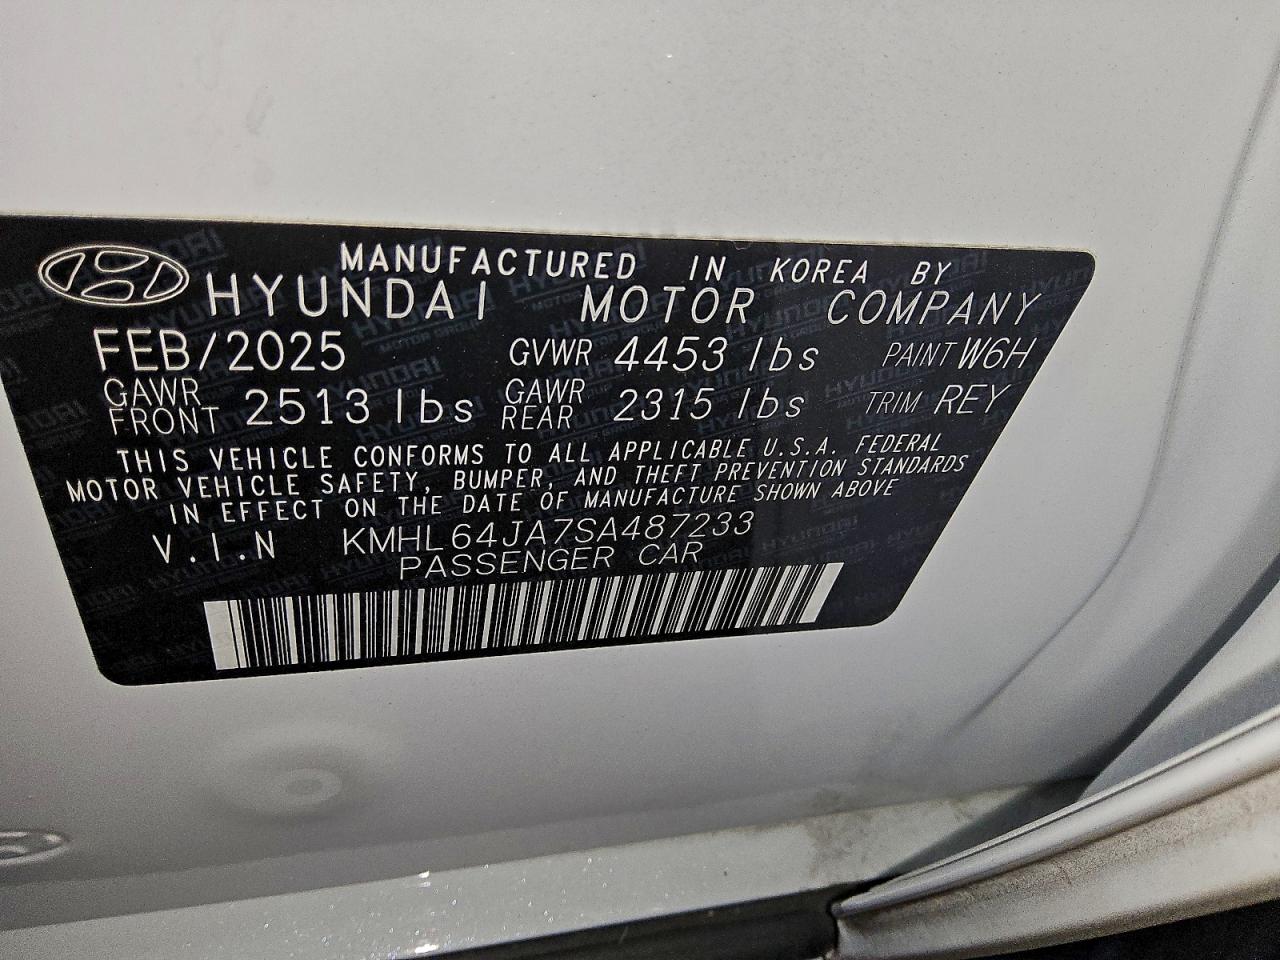 MANUFACTURED IN KOREA BY
HYUNDAI MOTOR COMPANY
FEB/2025 GVWR 4453 lbs PAINT W6H
GAWR FRONT 2513 lbs GAWR REAR 2315 lbs TRIM REY
THIS VEHICLE CONFORMS TO ALL APPLICABLE U.S.A. FEDERAL
MOTOR VEHICLE SAFETY, BUMPER, AND THEFT PREVENTION STANDARDS
IN EFFECT ON THE DATE OF MANUFACTURE SHOWN ABOVE
V.I.N KMHL64JA7SA487233
PASSENGER CAR